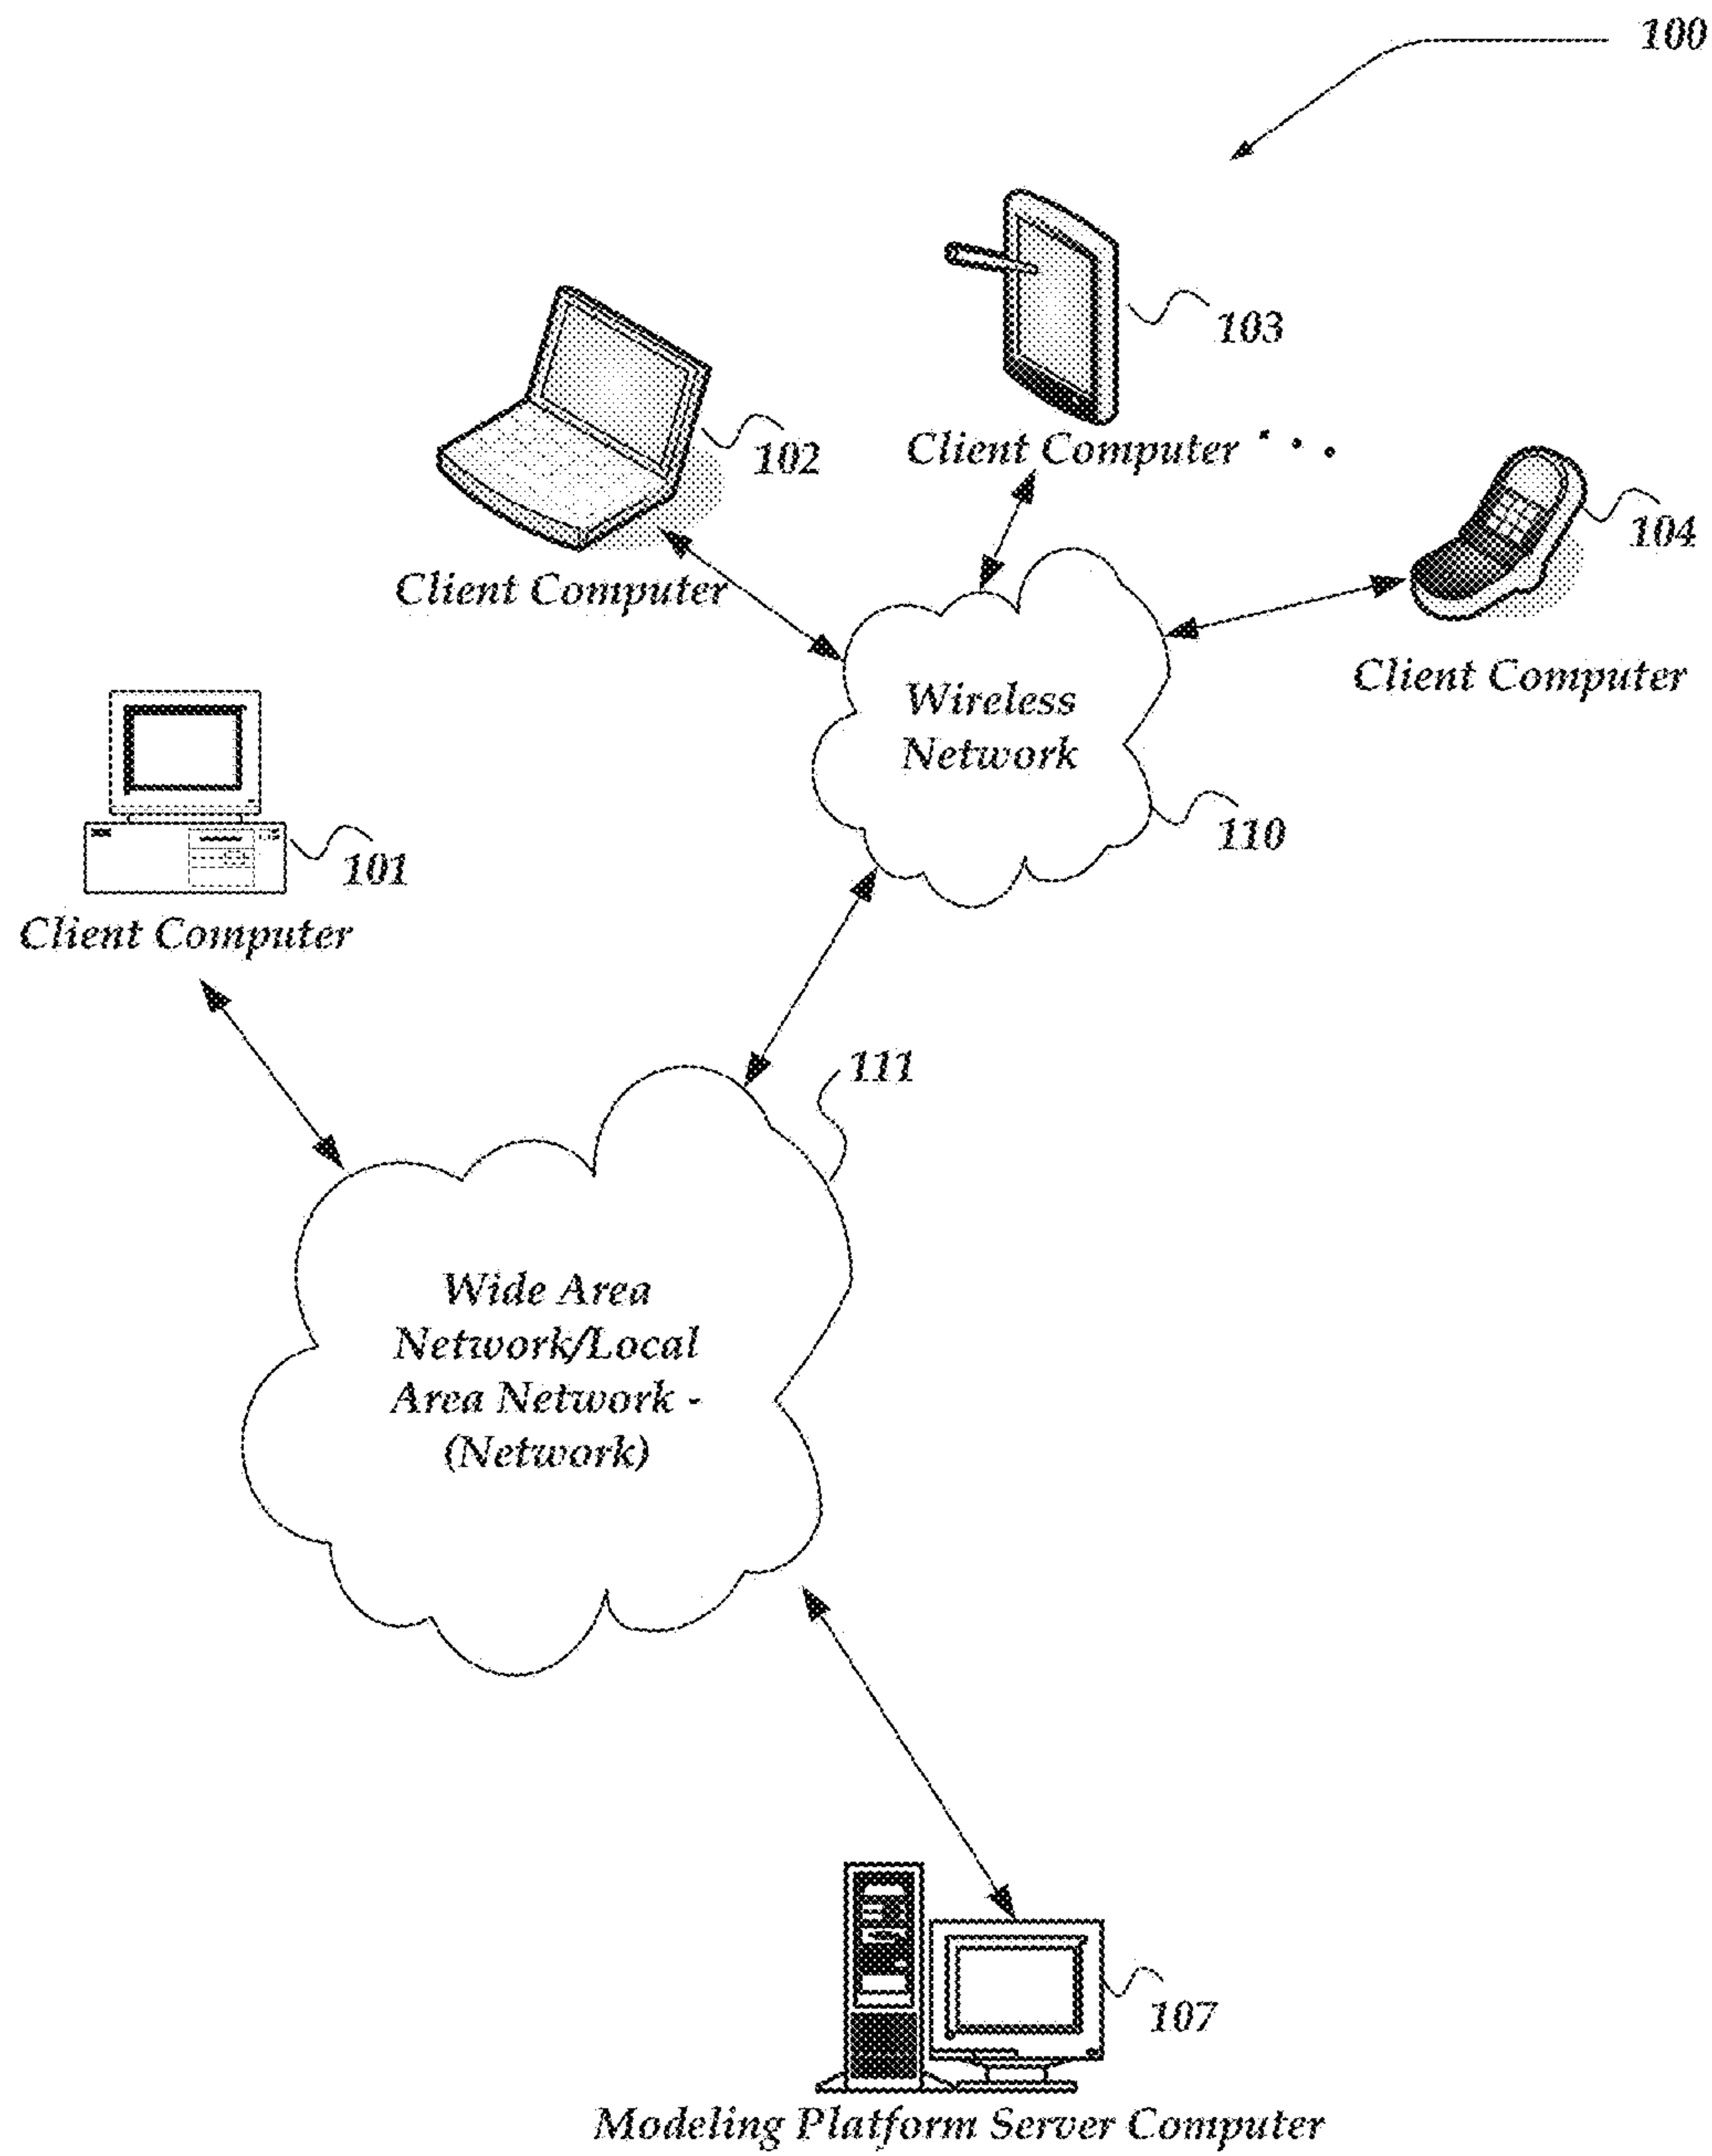 100
103
Client Computer . . .
102
104
Client Computer
Client Computer
Wireless
Network
110
101
Client Computer
111
Wide Area
Network/Local
Area Network -
(Network)
107
Modeling Platform Server Computer